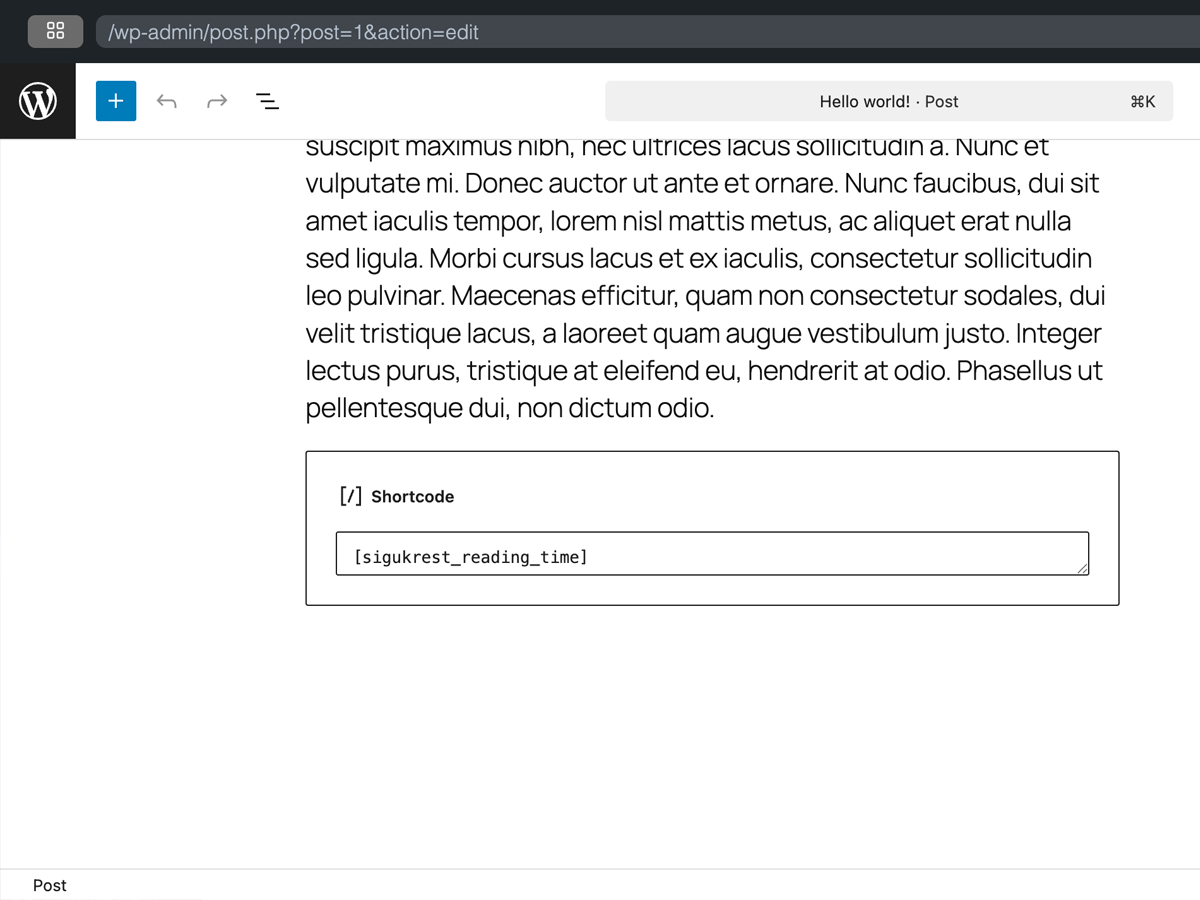 /wp-admin/post.php?post=1&action=edit
Hello world! · Post ⌘K
suscipit maximus nibh, nec ultrices lacus sollicitudin a. Nunc et
vulputate mi. Donec auctor ut ante et ornare. Nunc faucibus, dui sit
amet iaculis tempor, lorem nisl mattis metus, ac aliquet erat nulla
sed ligula. Morbi cursus lacus et ex iaculis, consectetur sollicitudin
leo pulvinar. Maecenas efficitur, quam non consectetur sodales, dui
velit tristique lacus, a laoreet quam augue vestibulum justo. Integer
lectus purus, tristique at eleifend eu, hendrerit at odio. Phasellus ut
pellentesque dui, non dictum odio.
[/] Shortcode
[sigukrest_reading_time]
Post